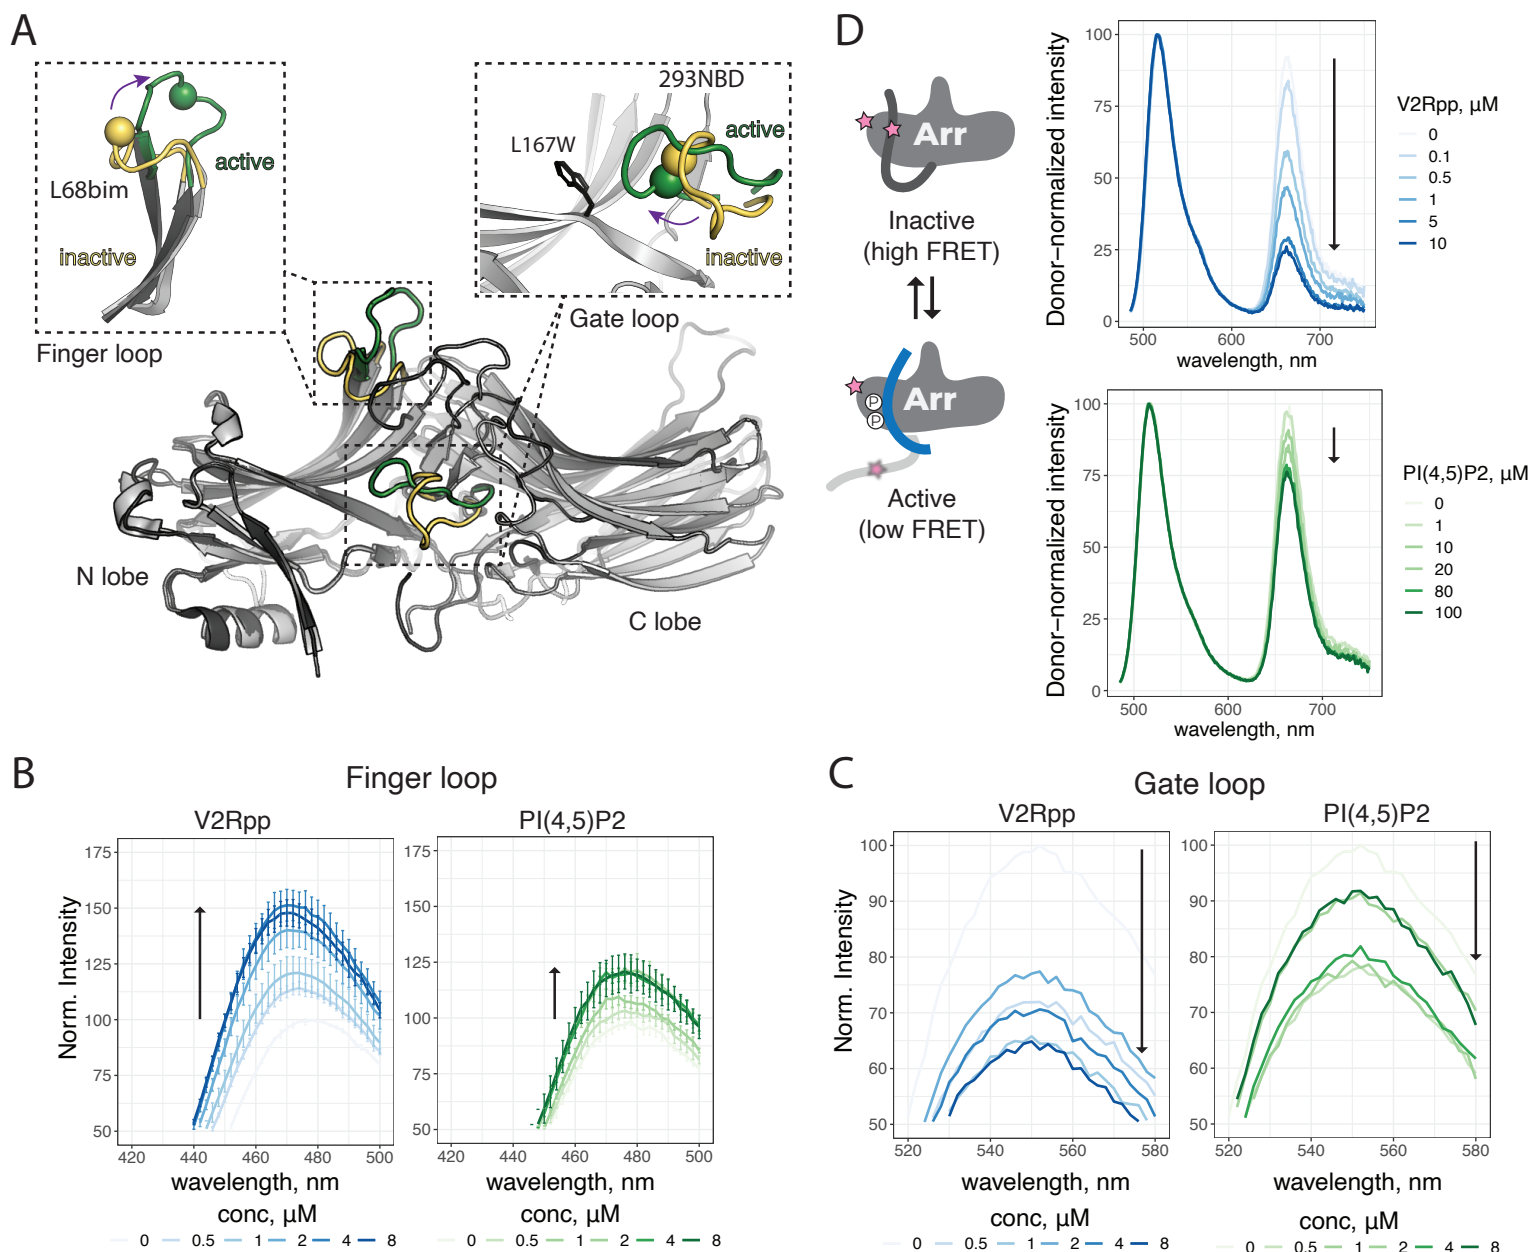 A
L68bim
active
inactive
Finger loop
293NBD
L167W
active
inactive
Gate loop
N lobe
C lobe
D
Arr
Inactive
(high FRET)
Arr
P
P
Active
(low FRET)
Donor–normalized intensity
100
75
50
25
0
500 600 700
wavelength, nm
V2Rpp, μM
0
0.1
0.5
1
5
10
Donor–normalized intensity
100
75
50
25
0
500 600 700
wavelength, nm
PI(4,5)P2, μM
0
1
10
20
80
100
B
Finger loop
V2Rpp
Norm. Intensity
175
150
125
100
75
50
420 440 460 480 500
wavelength, nm
conc, μM
0 0.5 1 2 4 8
PI(4,5)P2
175
150
125
100
75
50
420 440 460 480 500
wavelength, nm
conc, μM
0 0.5 1 2 4 8
C
Gate loop
V2Rpp
Norm. Intensity
100
90
80
70
60
50
520 540 560 580
wavelength, nm
conc, μM
0 0.5 1 2 4 8
PI(4,5)P2
100
90
80
70
60
50
520 540 560 580
wavelength, nm
conc, μM
0 0.5 1 2 4 8